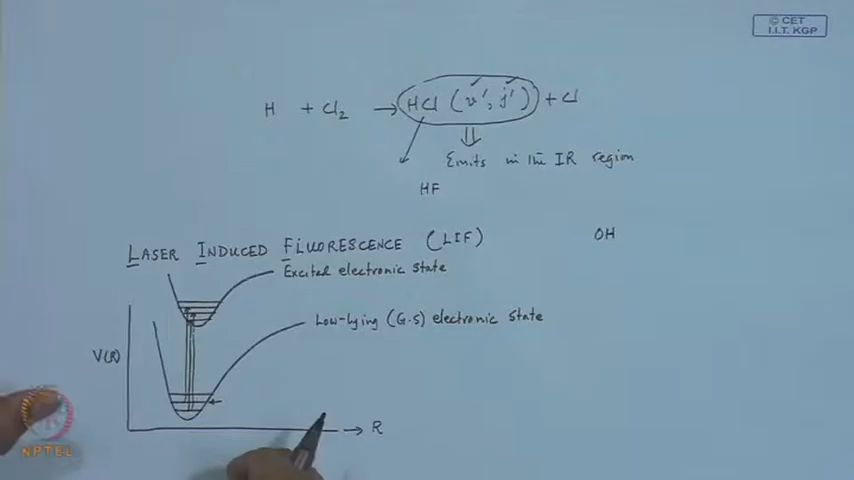 © CET
I.I.T. KGP
H + Cl₂ → HCl (v', j') + Cl
Emits in the IR region
HF
LASER INDUCED FLUORESCENCE (LIF)
OH
Excited electronic state
Low-lying (G.S) electronic state
V(R)
→ R
NPTEL